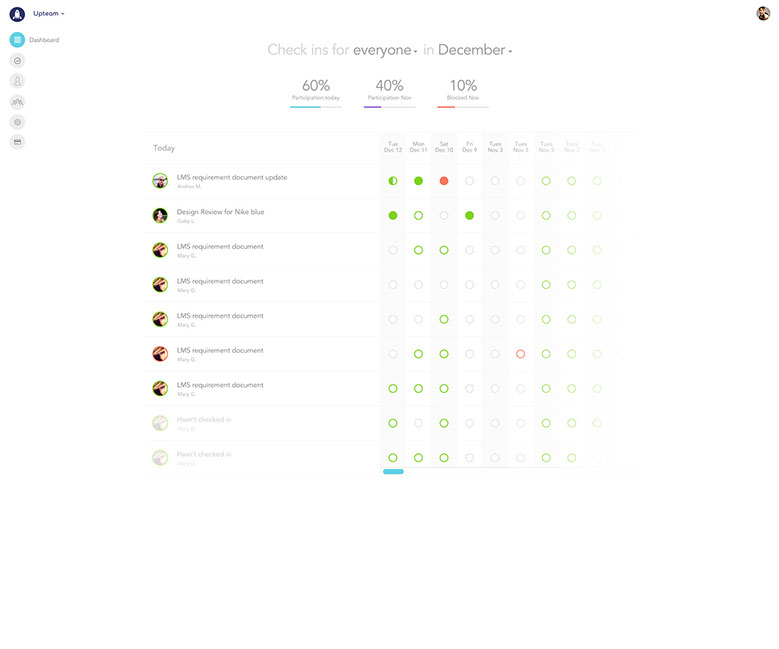 Upteam
Dashboard
Check ins for everyone in December
60% 40% 10%
Participation today Participation Nov Blocked Nov
Today
Tue Mon Sat Fri Tues Tues Tues Tues Tues
Dec 12 Dec 11 Dec 10 Dec 9 Nov 3 Nov 3 Nov 3 Nov 3 Nov 3
LMS requirement document update
Andres M.
Design Review for Nike blue
Gaby L.
LMS requirement document
Mary G.
LMS requirement document
Mary G.
LMS requirement document
Mary G.
LMS requirement document
Mary G.
LMS requirement document
Mary G.
Hasn't checked in
Mary G.
Hasn't checked in
Mary G.